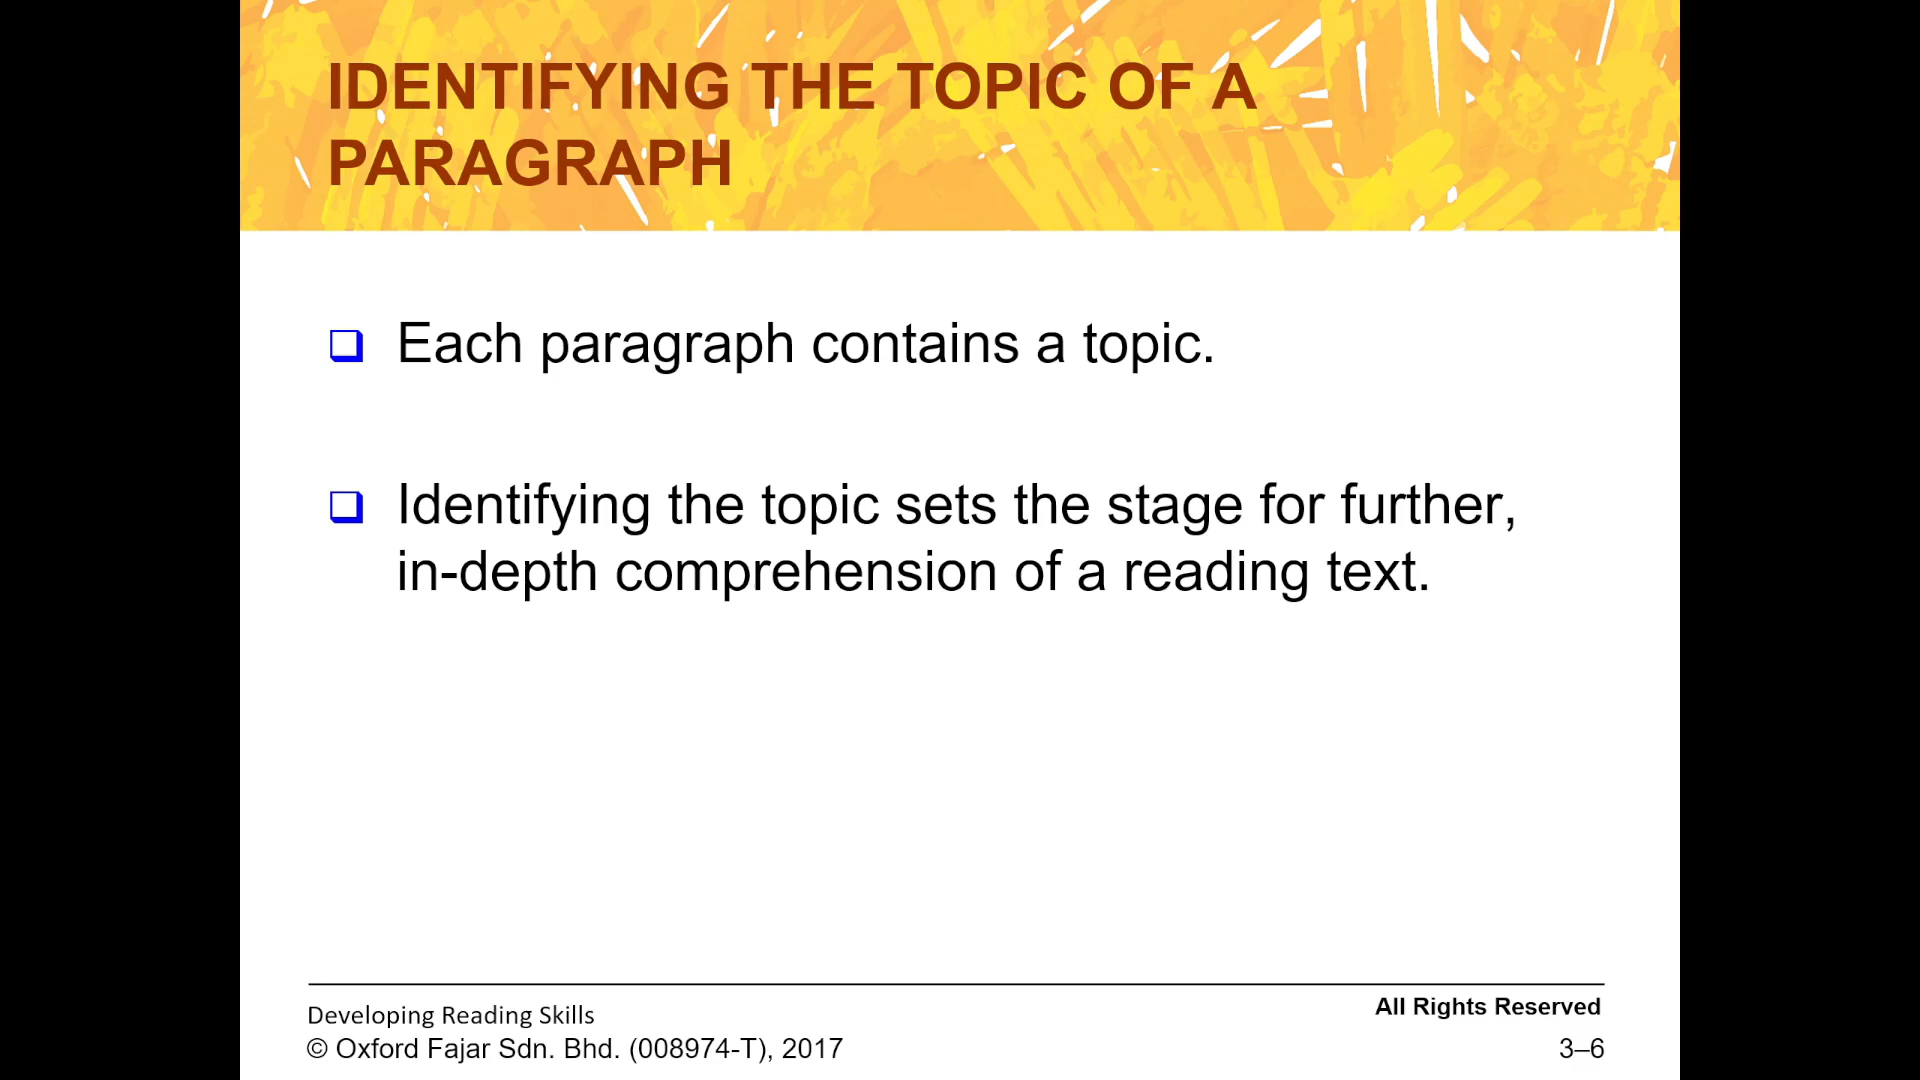 IDENTIFYING THE TOPIC OF A
PARAGRAPH
Each paragraph contains a topic.
Identifying the topic sets the stage for further,
in-depth comprehension of a reading text.
Developing Reading Skills
All Rights Reserved
© Oxford Fajar Sdn. Bhd. (008974-T), 2017
3–6